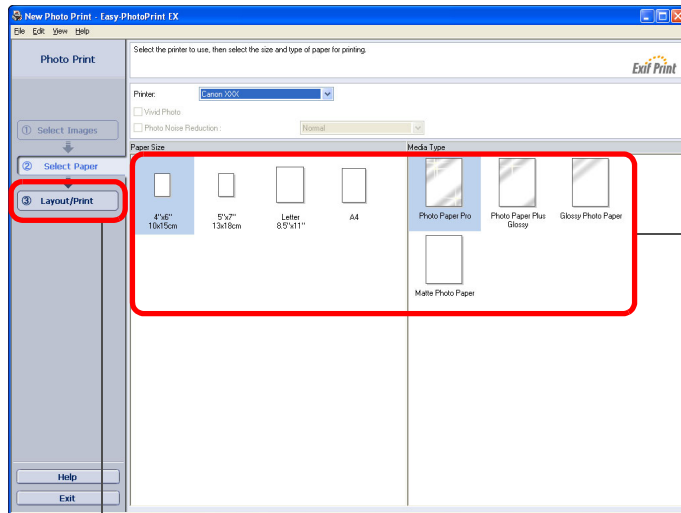 New Photo Print - Easy-PhotoPrint EX
File Edit View Help
Photo Print
Select the printer to use, then select the size and type of paper for printing.
Exif Print
Printer:
Canon XXX
Vivid Photo
Photo Noise Reduction :
Normal
① Select Images
② Select Paper
③ Layout/Print
Paper Size
Media Type
4"x6"
10x15cm
5"x7"
13x18cm
Letter
8.5"x11"
A4
Photo Paper Pro
Photo Paper Plus
Glossy
Glossy Photo Paper
Matte Photo Paper
Help
Exit